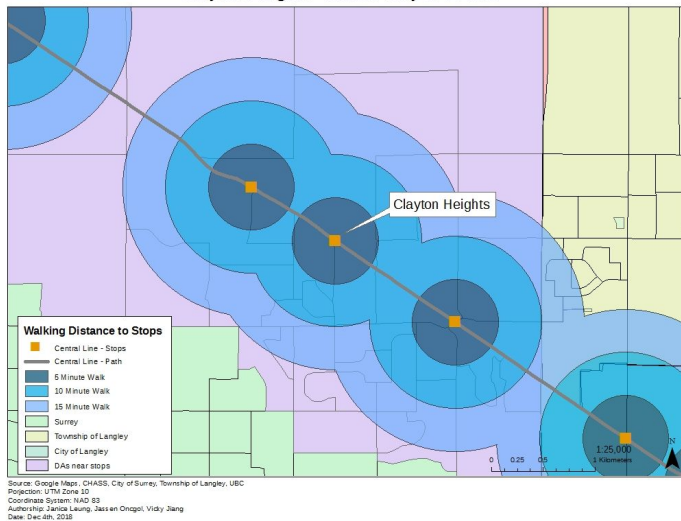 Clayton Heights
Walking Distance to Stops
Central Line - Stops
Central Line - Path
5 Minute Walk
10 Minute Walk
15 Minute Walk
Surrey
Township of Langley
City of Langley
DAs near stops
N
1:25,000
0 0.25 0.5 1 Kilometers
Source: Google Maps, CHASS, City of Surrey, Township of Langley, UBC
Porjection: UTM Zone 10
Coordinate System: NAD 83
Authorship: Janice Leung, Jassen Oncgol, Vicky Jiang
Date: Dec 4th, 2018